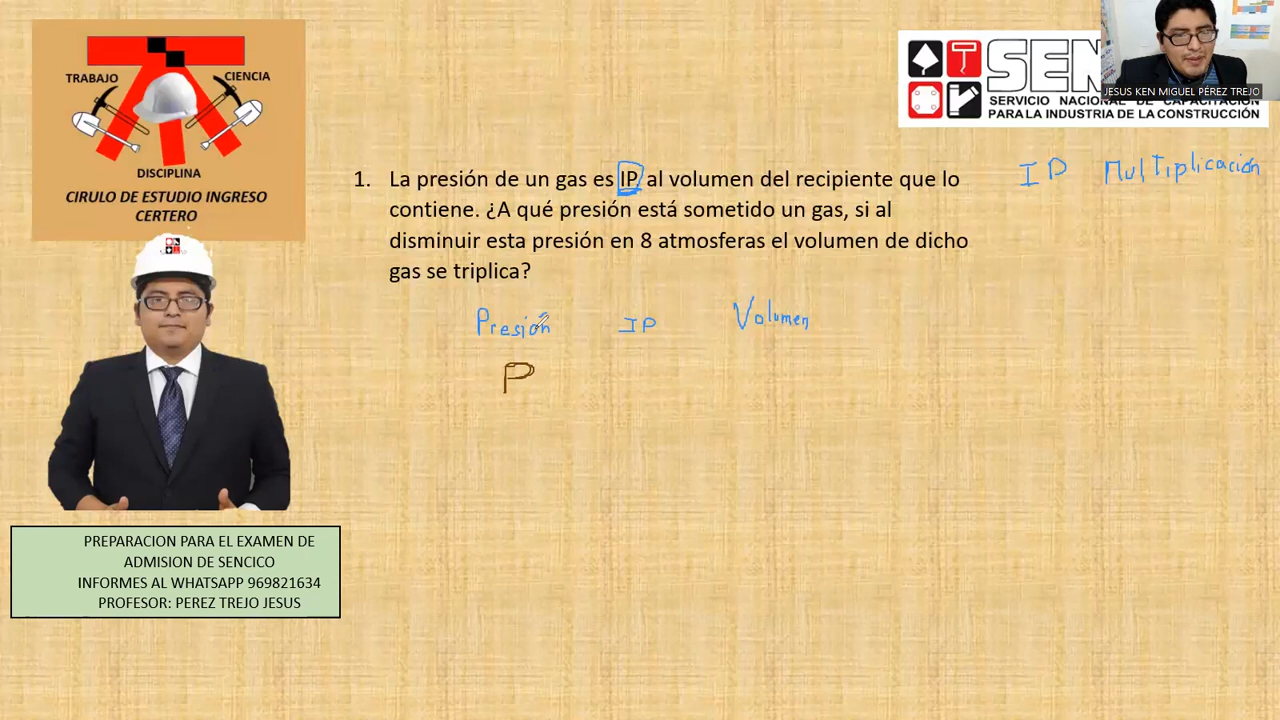 TRABAJO
CIENCIA
DISCIPLINA
CIRULO DE ESTUDIO INGRESO
CERTERO
SEN
JESUS KEN MIGUEL PÉREZ TREJO
SERVICIO NACIONAL DE CAPACITACIÓN
PARA LA INDUSTRIA DE LA CONSTRUCCIÓN
IP Multiplicación
1. La presión de un gas es IP al volumen del recipiente que lo
contiene. ¿A qué presión está sometido un gas, si al
disminuir esta presión en 8 atmosferas el volumen de dicho
gas se triplica?
Presión IP Volumen
P
PREPARACION PARA EL EXAMEN DE
ADMISION DE SENCICO
INFORMES AL WHATSAPP 969821634
PROFESOR: PEREZ TREJO JESUS